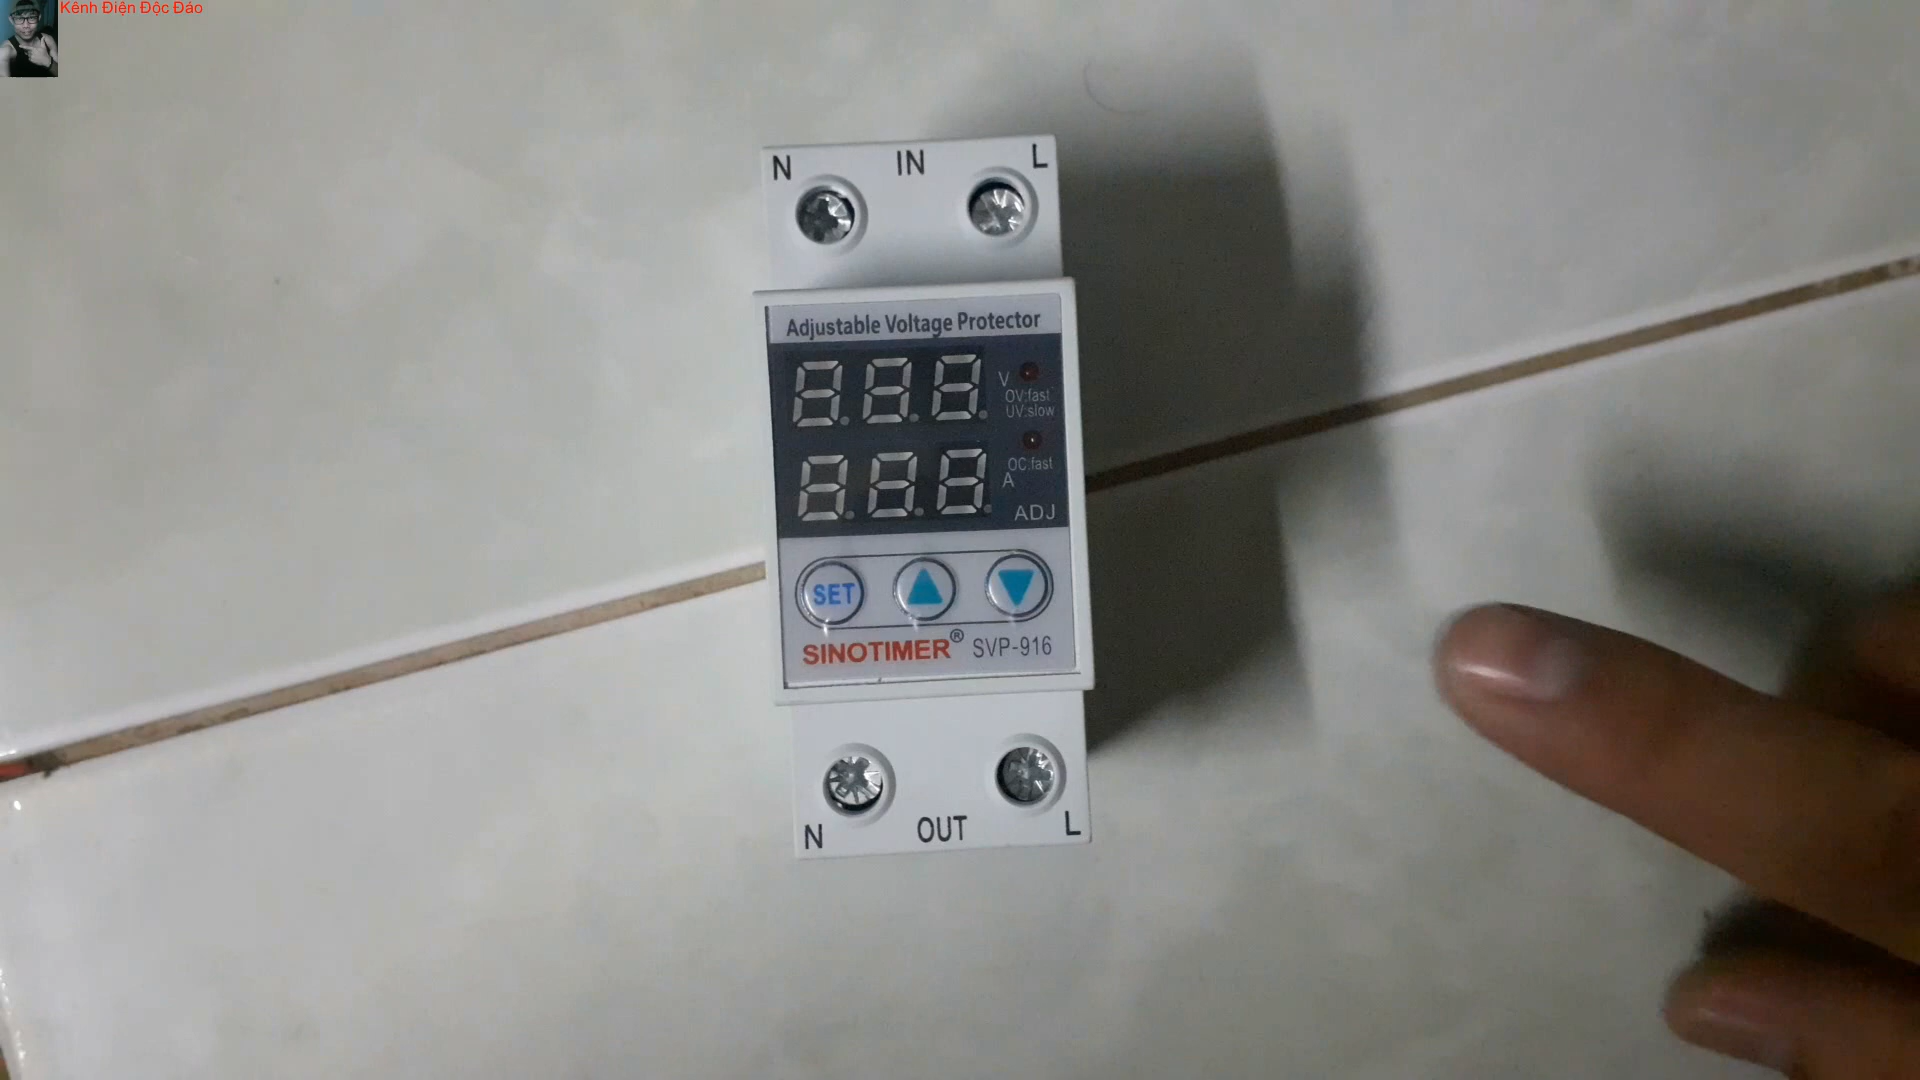 Kênh Điện Độc Đáo
N IN L
Adjustable Voltage Protector
V
OV:fast
UV:slow
OC:fast
A
ADJ
SET
SINOTIMER® SVP-916
N OUT L